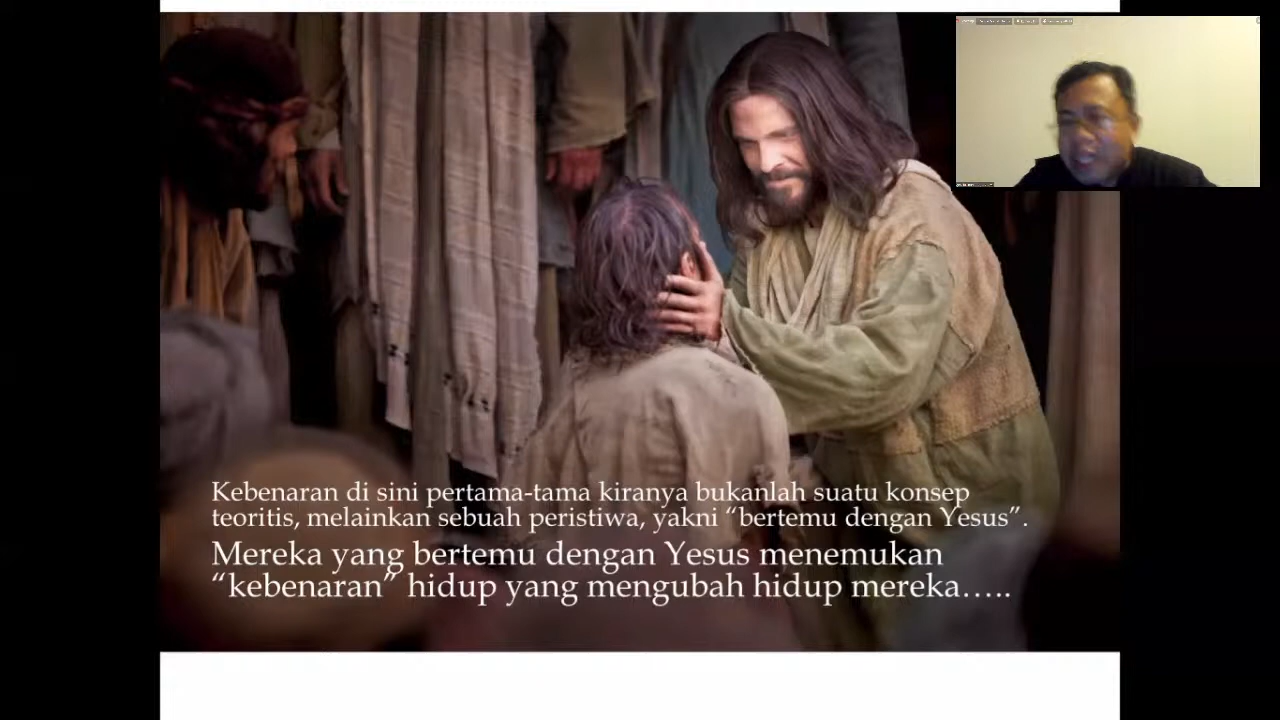 Kebenaran di sini pertama-tama kiranya bukanlah suatu konsep
teoritis, melainkan sebuah peristiwa, yakni “bertemu dengan Yesus”.
Mereka yang bertemu dengan Yesus menemukan
“kebenaran” hidup yang mengubah hidup mereka…..